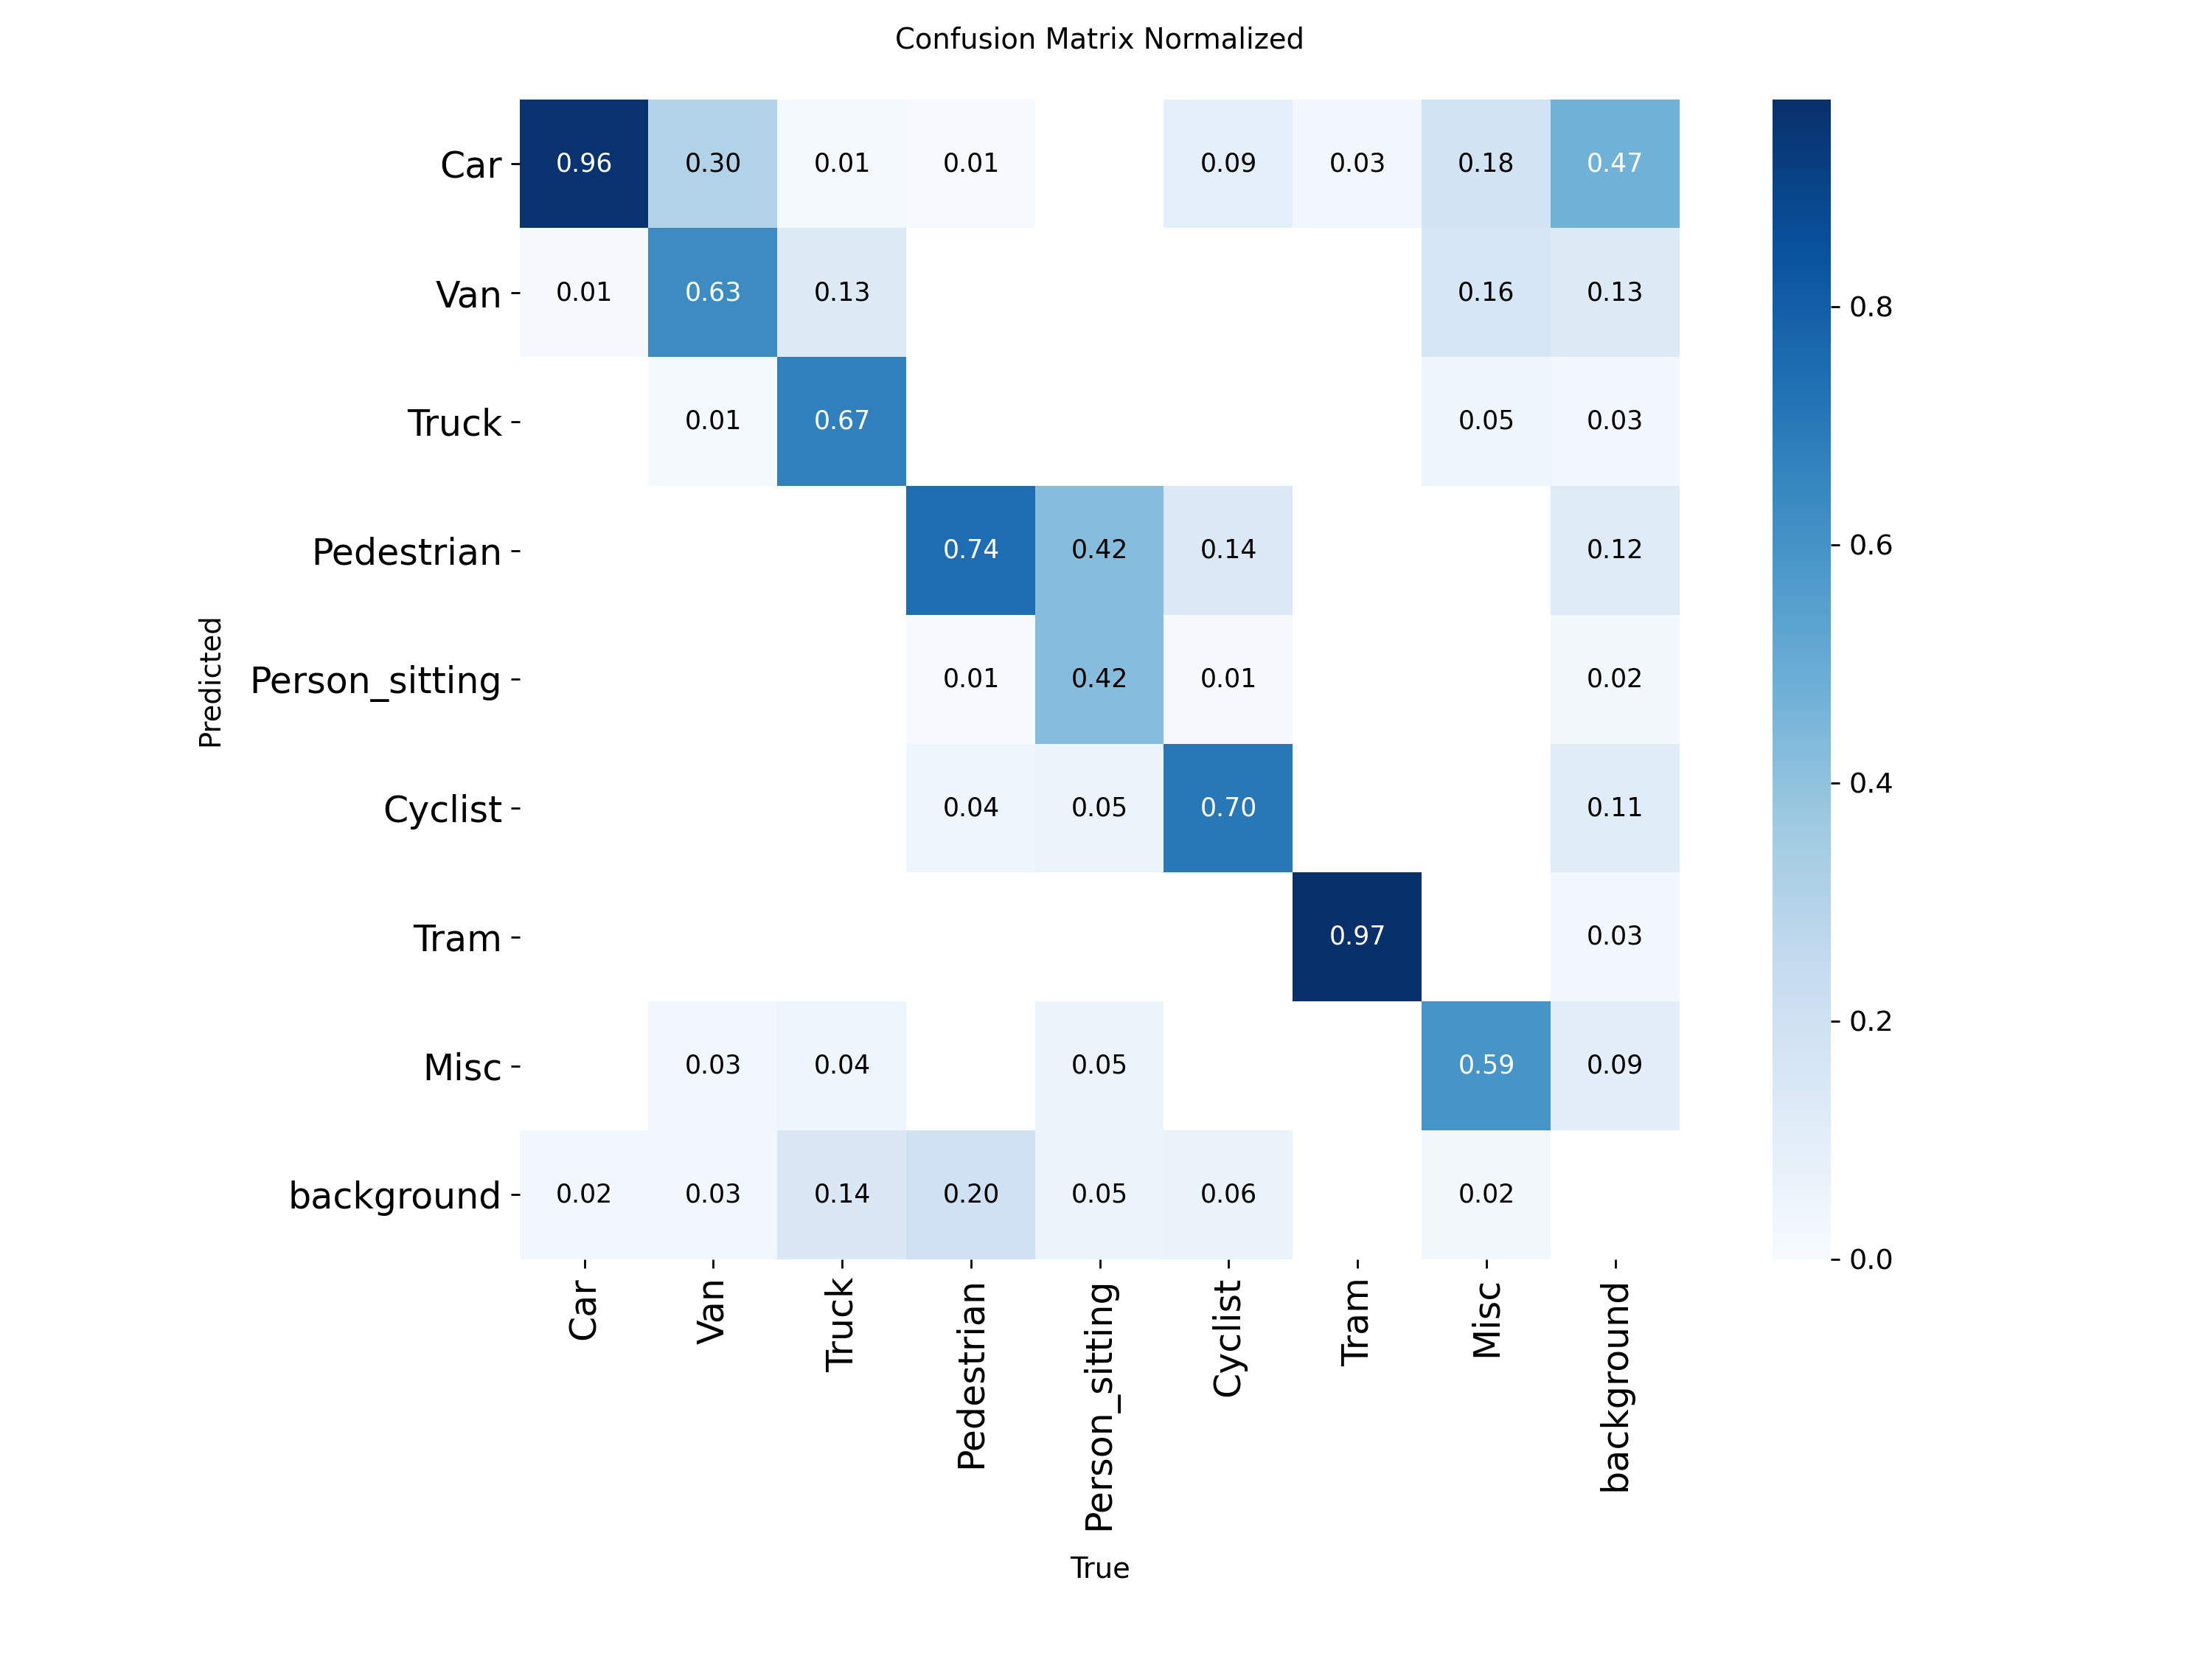 Confusion Matrix Normalized
Car 0.96 0.30 0.01 0.01 0.09 0.03 0.18 0.47
Van 0.01 0.63 0.13 0.16 0.13
0.8
Truck 0.01 0.67 0.05 0.03
Pedestrian 0.74 0.42 0.14 0.12
0.6
Predicted
Person_sitting 0.01 0.42 0.01 0.02
Cyclist 0.04 0.05 0.70 0.11
0.4
Tram 0.97 0.03
Misc 0.03 0.04 0.05 0.59 0.09
0.2
background 0.02 0.03 0.14 0.20 0.05 0.06 0.02
0.0
Car Van Truck Pedestrian Person_sitting Cyclist Tram Misc background
True